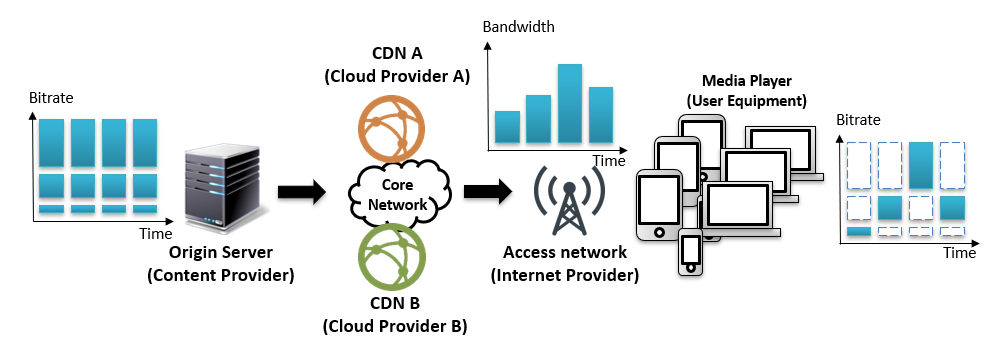 Bitrate
Time
Origin Server
(Content Provider)
CDN A
(Cloud Provider A)
Core
Network
CDN B
(Cloud Provider B)
Bandwidth
Time
Access network
(Internet Provider)
Media Player
(User Equipment)
Bitrate
Time